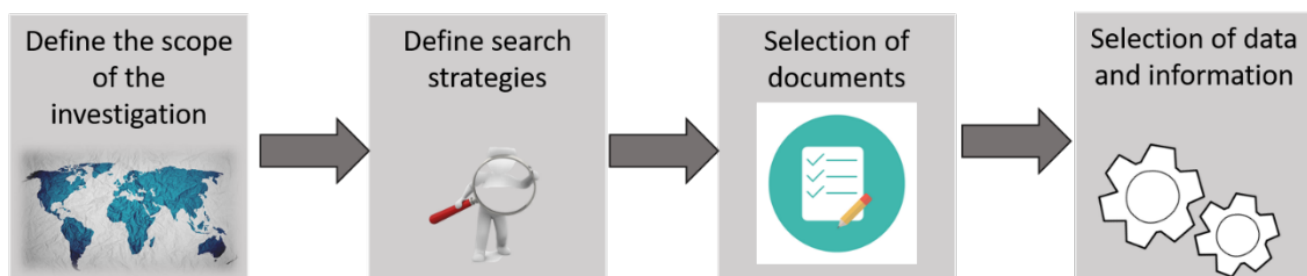 Define the scope
of the
investigation
Define search
strategies
Selection of
documents
Selection of data
and information